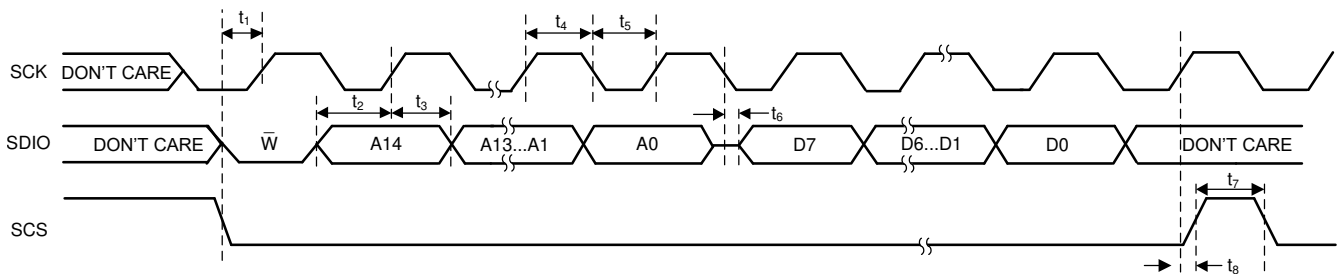 t1 t4 t5
SCK DON'T CARE
t2 t3 t6
SDIO DON'T CARE W̅ A14 A13...A1 A0 D7 D6...D1 D0 DON'T CARE
t7
SCS
t8